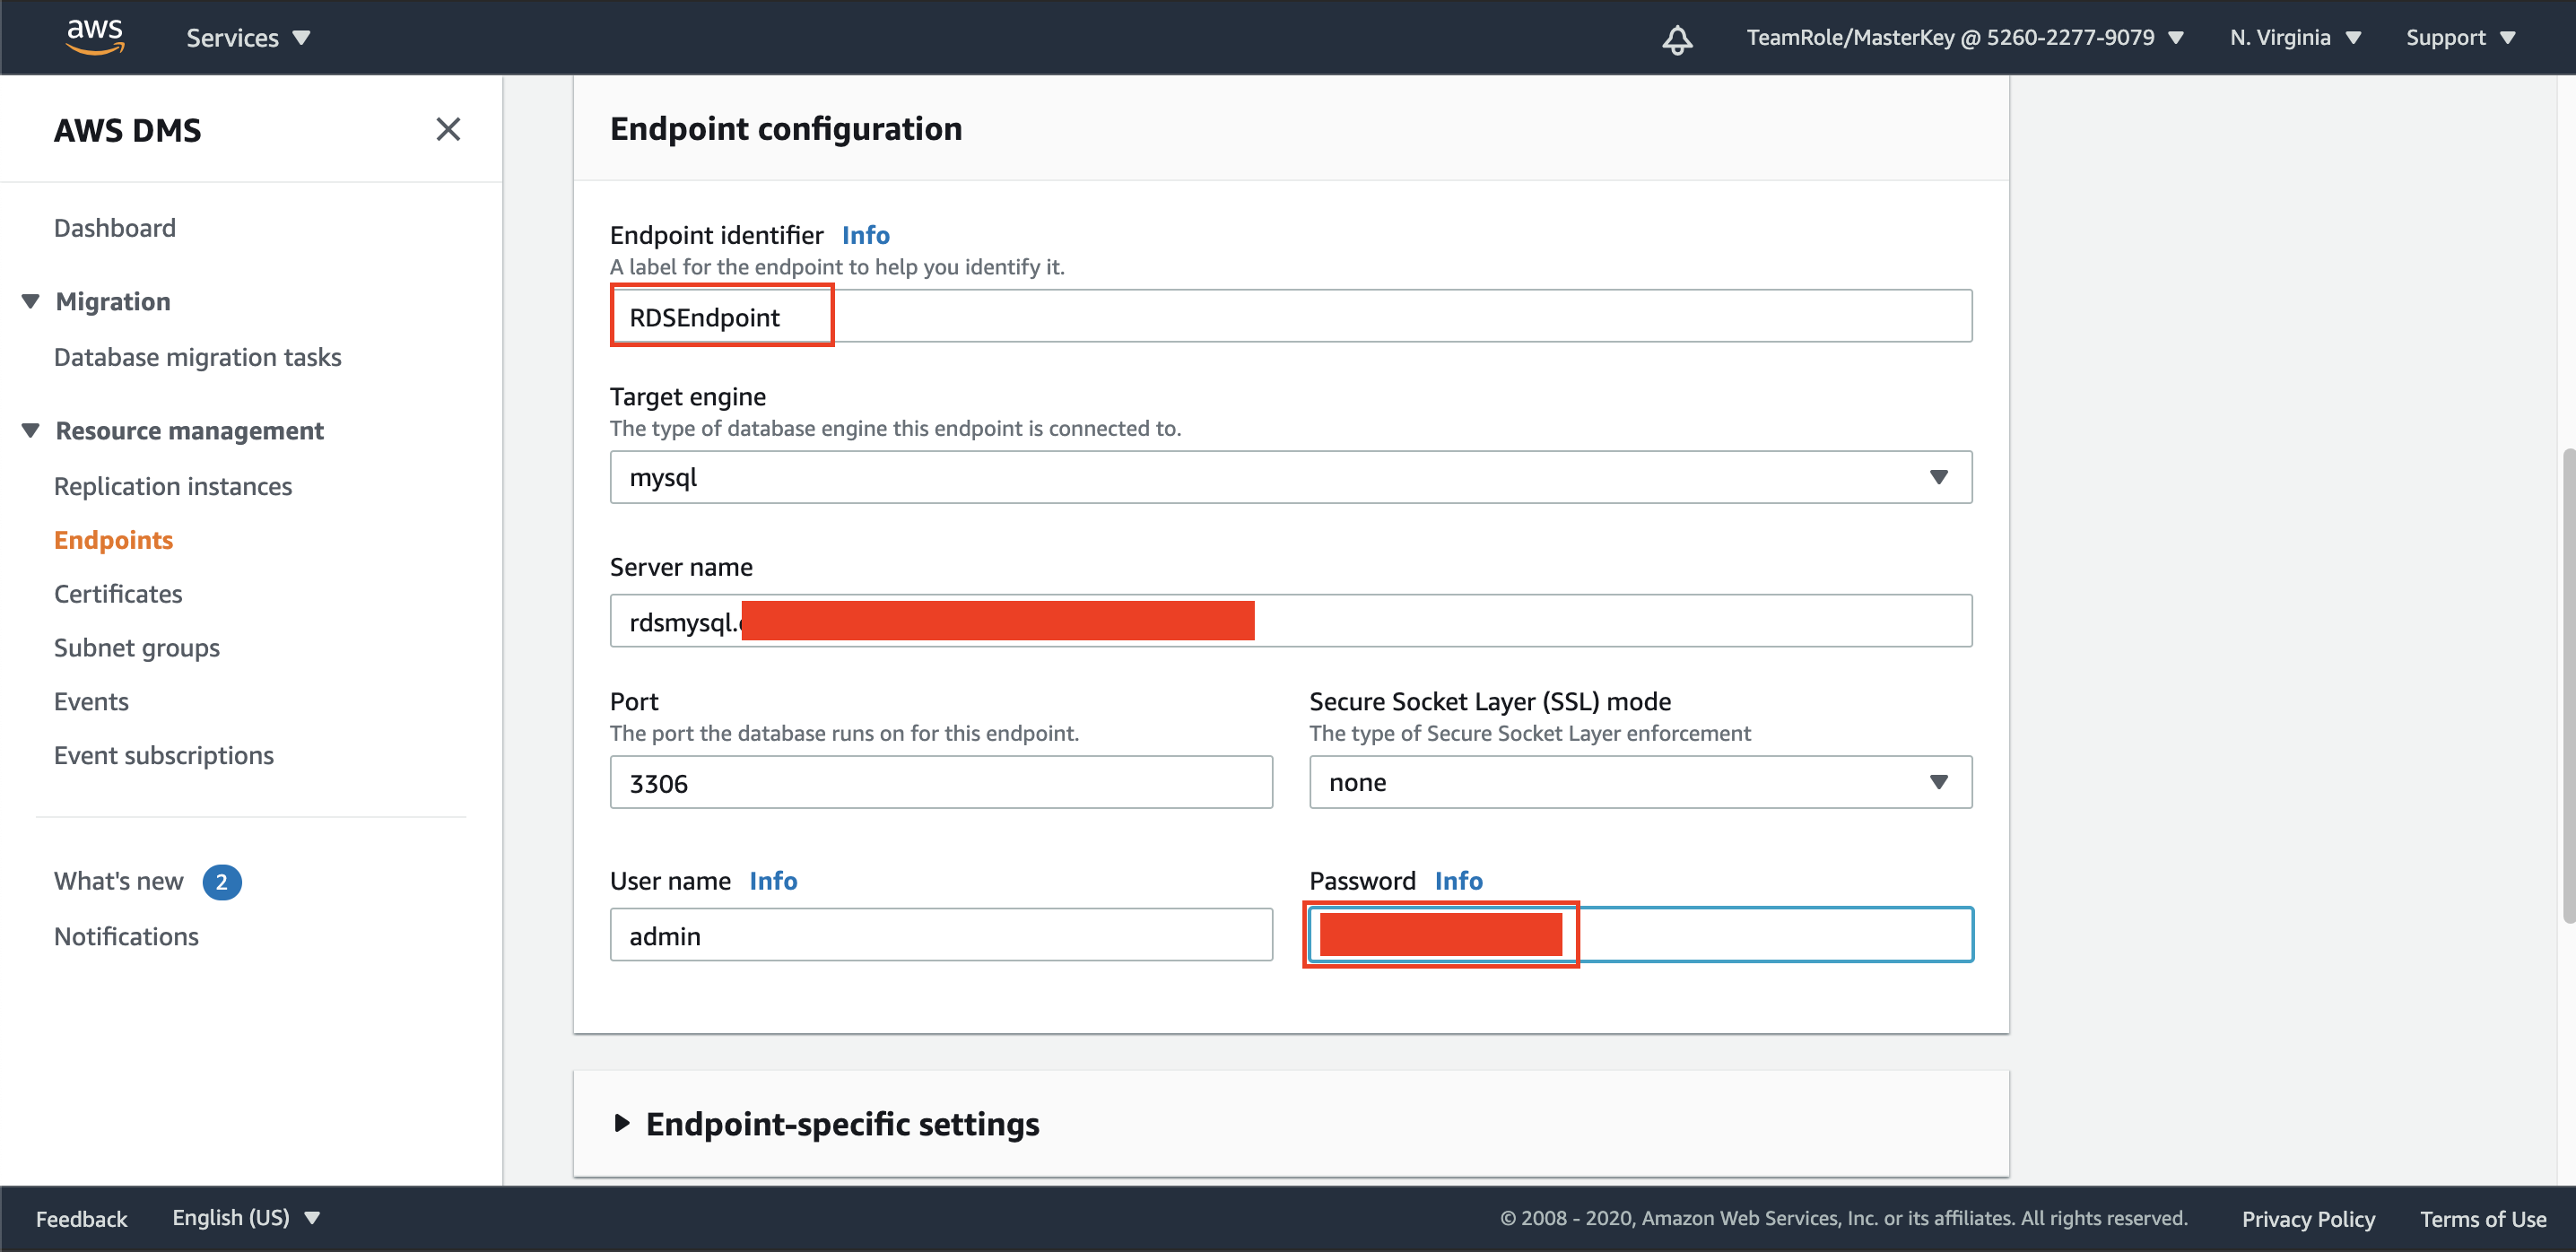 aws
Services
TeamRole/MasterKey @ 5260-2277-9079
N. Virginia
Support
AWS DMS
Dashboard
Migration
Database migration tasks
Resource management
Replication instances
Endpoints
Certificates
Subnet groups
Events
Event subscriptions
What's new 2
Notifications
Endpoint configuration
Endpoint identifier Info
A label for the endpoint to help you identify it.
RDSEndpoint
Target engine
The type of database engine this endpoint is connected to.
mysql
Server name
rdsmysql.
Port
The port the database runs on for this endpoint.
3306
Secure Socket Layer (SSL) mode
The type of Secure Socket Layer enforcement
none
User name Info
admin
Password Info
Endpoint-specific settings
Feedback
English (US)
© 2008 - 2020, Amazon Web Services, Inc. or its affiliates. All rights reserved.
Privacy Policy
Terms of Use